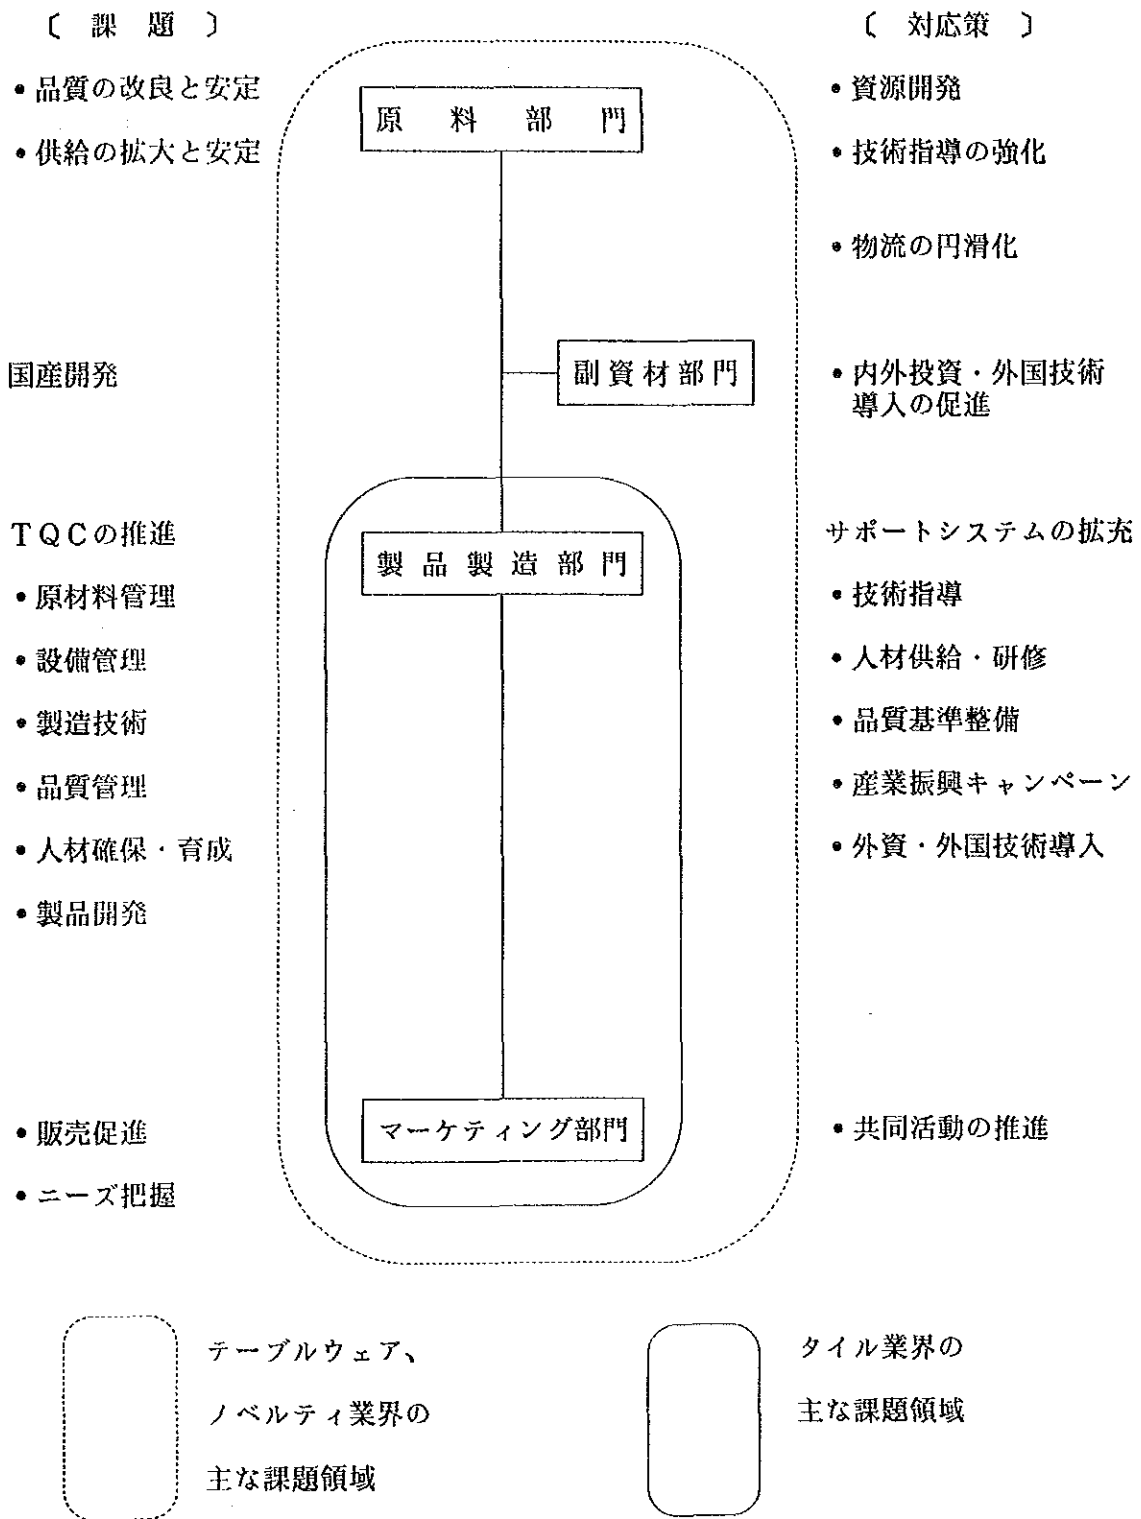 〔 課 題 〕
〔 対応策 〕
• 品質の改良と安定
原 料 部 門
• 資源開発
• 供給の拡大と安定
• 技術指導の強化
• 物流の円滑化
国産開発
副資材部門
• 内外投資・外国技術
導入の促進
TQCの推進
製品製造部門
サポートシステムの拡充
• 原材料管理
• 技術指導
• 設備管理
• 人材供給・研修
• 製造技術
• 品質基準整備
• 品質管理
• 産業振興キャンペーン
• 人材確保・育成
• 外資・外国技術導入
• 製品開発
• 販売促進
マーケティング部門
• 共同活動の推進
• ニーズ把握
テーブルウェア、
ノベルティ業界の
主な課題領域
タイル業界の
主な課題領域